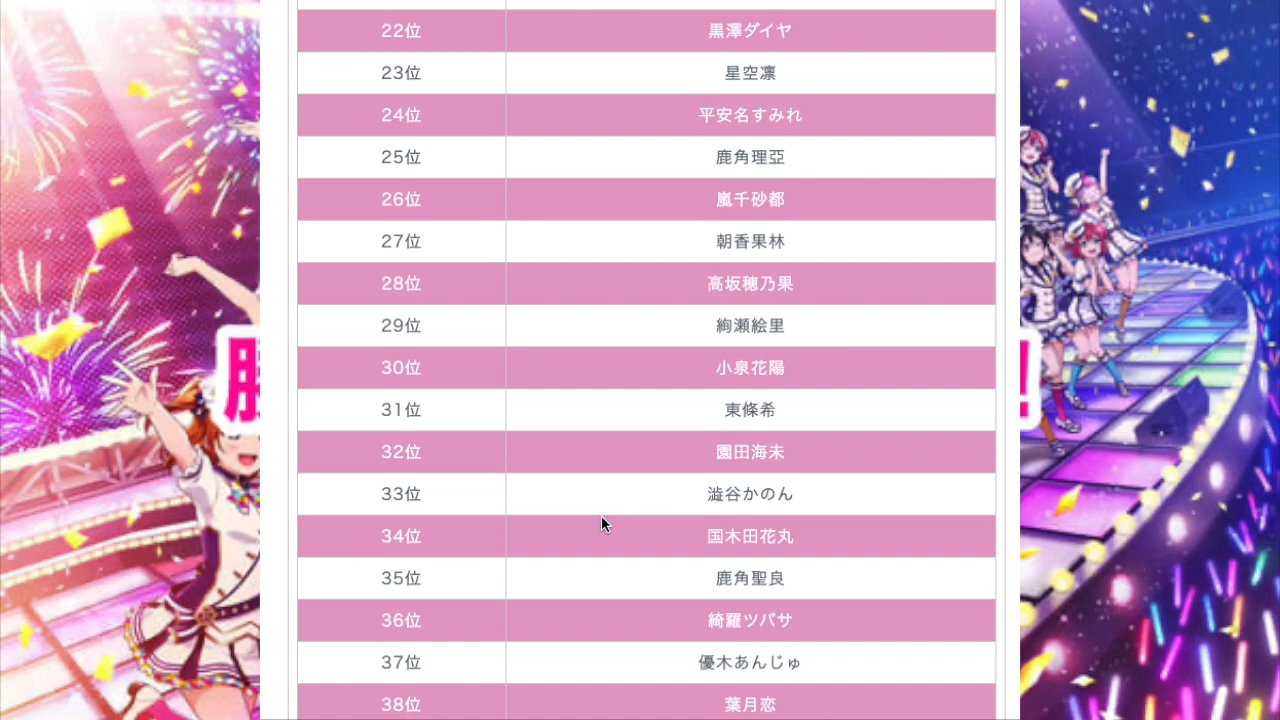 22位 黒澤ダイヤ
23位 星空凛
24位 平安名すみれ
25位 鹿角理亞
26位 嵐千砂都
27位 朝香果林
28位 高坂穂乃果
29位 絢瀬絵里
30位 小泉花陽
31位 東條希
32位 園田海未
33位 澁谷かのん
34位 国木田花丸
35位 鹿角聖良
36位 綺羅ツバサ
37位 優木あんじゅ
38位 葉月恋
!